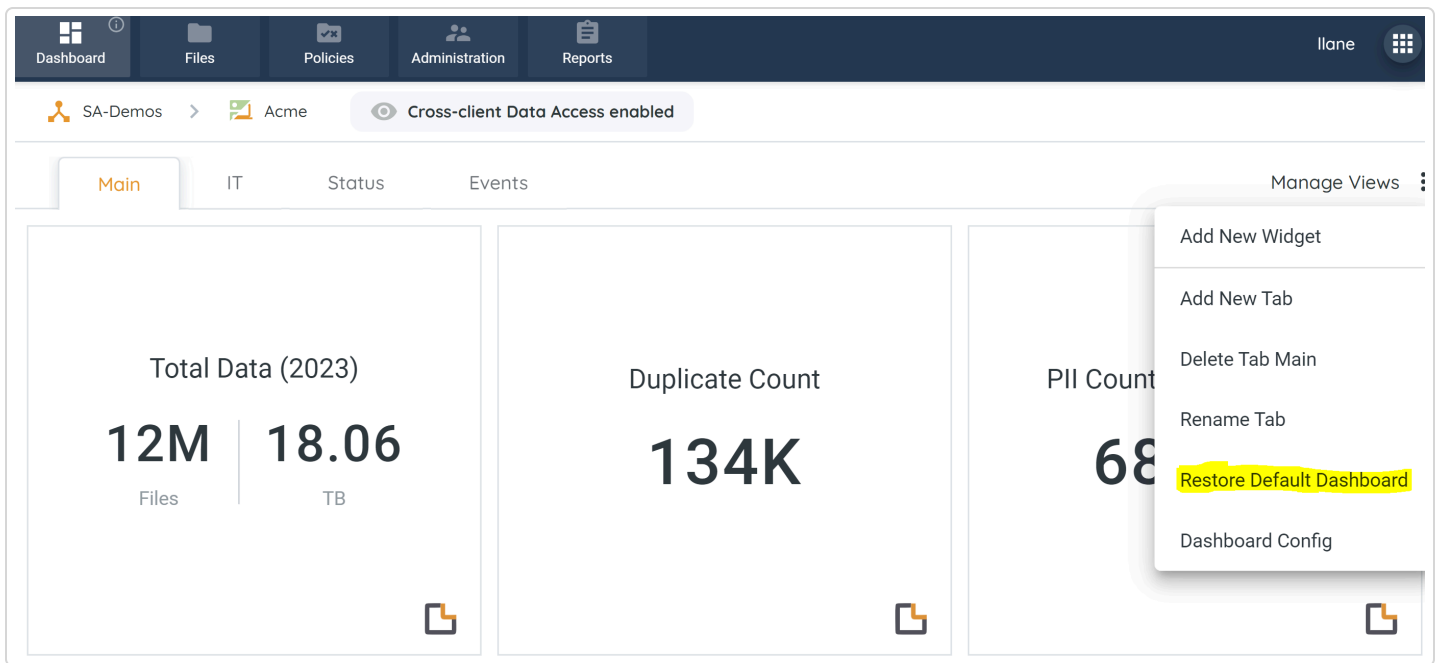 Dashboard
Files
Policies
Administration
Reports
llane
SA-Demos
Acme
Cross-client Data Access enabled
Main
IT
Status
Events
Manage Views
Add New Widget
Add New Tab
Delete Tab Main
Rename Tab
Restore Default Dashboard
Dashboard Config
Total Data (2023)
12M
18.06
Files
TB
Duplicate Count
134K
PII Count
68